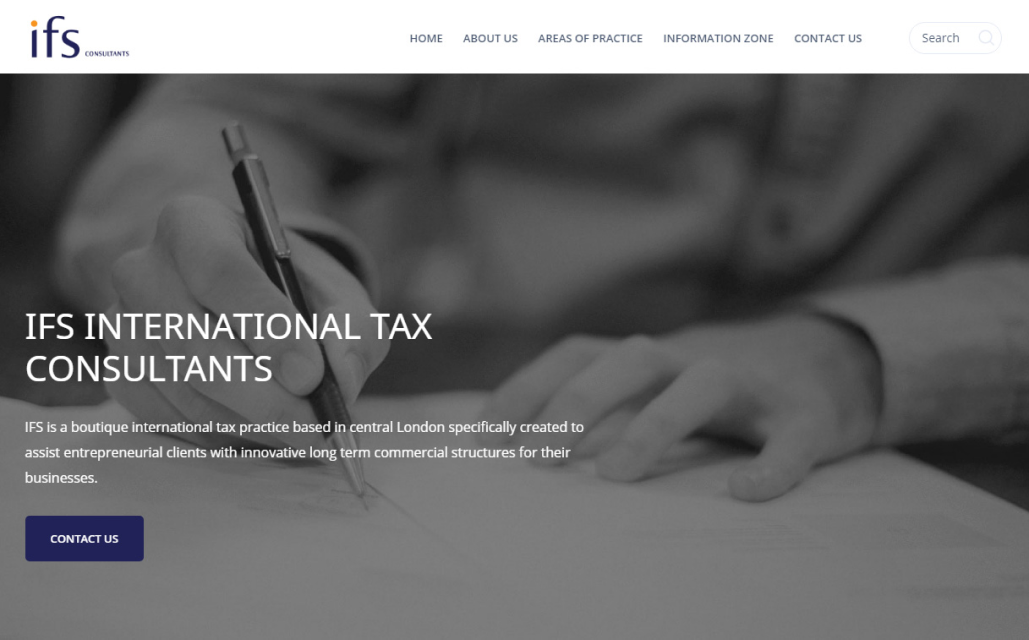 ifs CONSULTANTS
HOME ABOUT US AREAS OF PRACTICE INFORMATION ZONE CONTACT US Search
IFS INTERNATIONAL TAX
CONSULTANTS
IFS is a boutique international tax practice based in central London specifically created to
assist entrepreneurial clients with innovative long term commercial structures for their
businesses.
CONTACT US